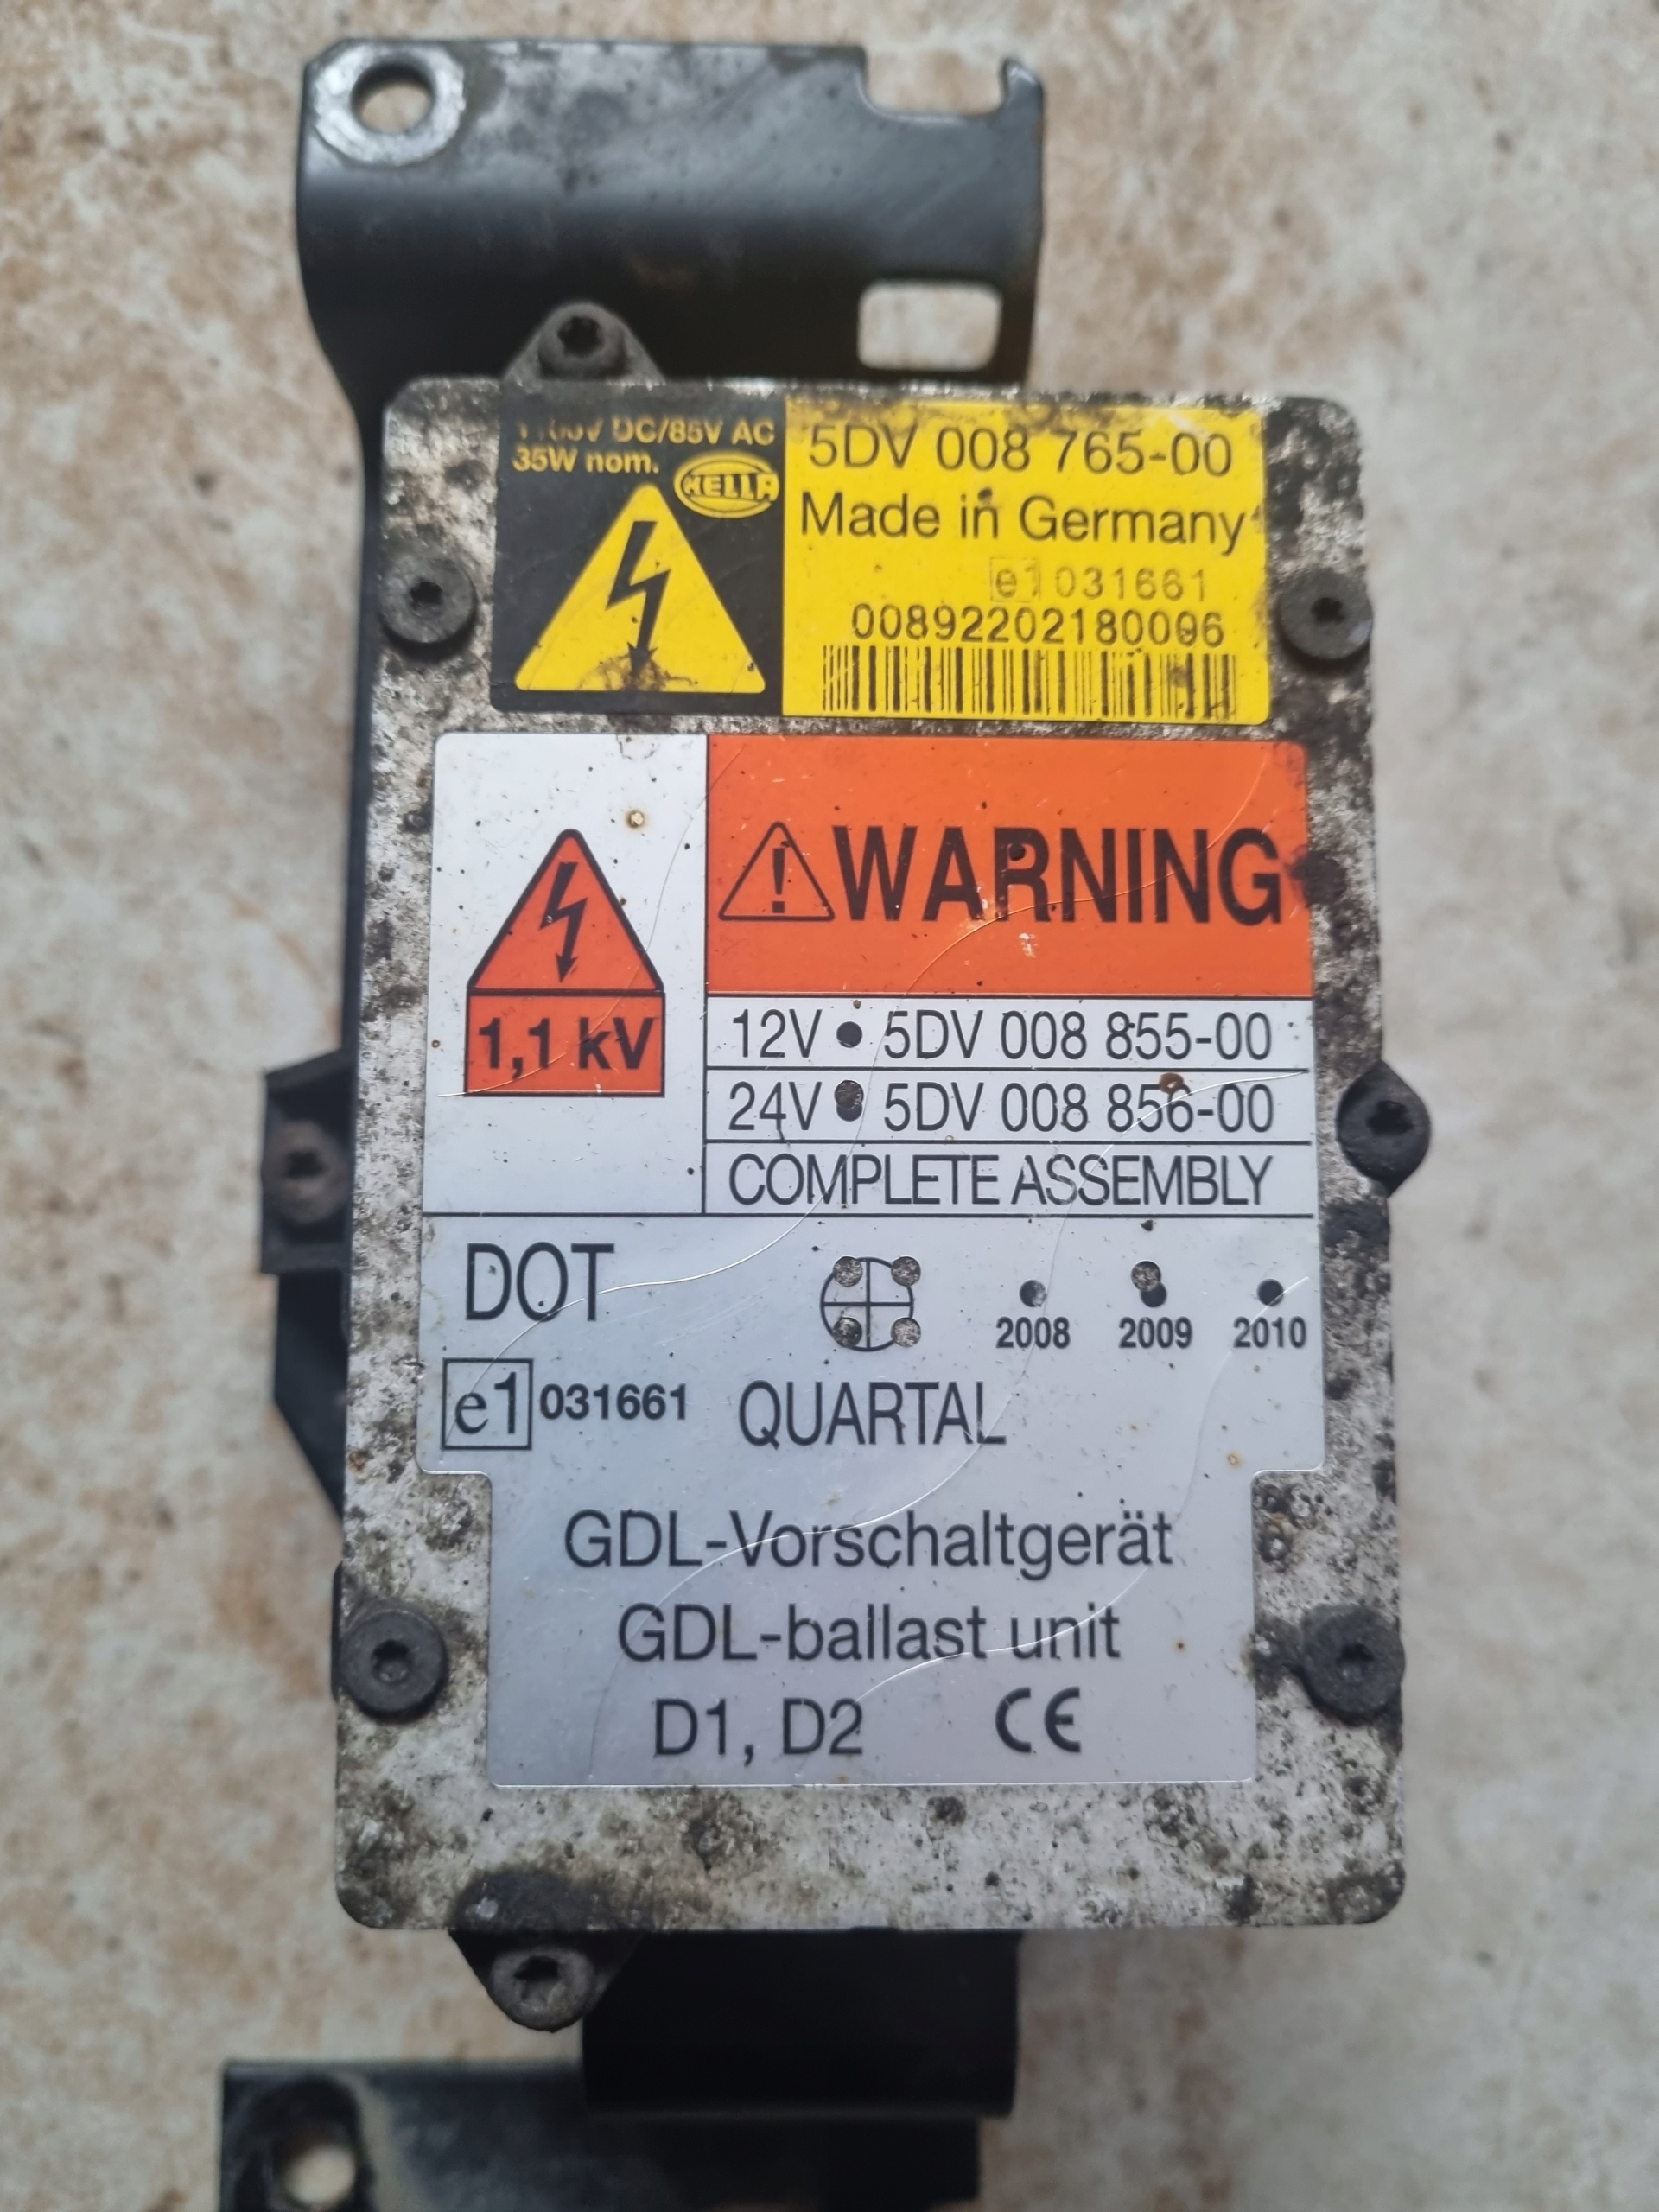 DC/85V AC
35W nom.
HELLA
5DV 008 765-00
Made in Germany
e1 031661
00892202180096
WARNING
1,1 kV
12V • 5DV 008 855-00
24V • 5DV 008 856-00
COMPLETE ASSEMBLY
DOT
2008 2009 2010
e1 031661 QUARTAL
GDL-Vorschaltgerät
GDL-ballast unit
D1, D2 CE